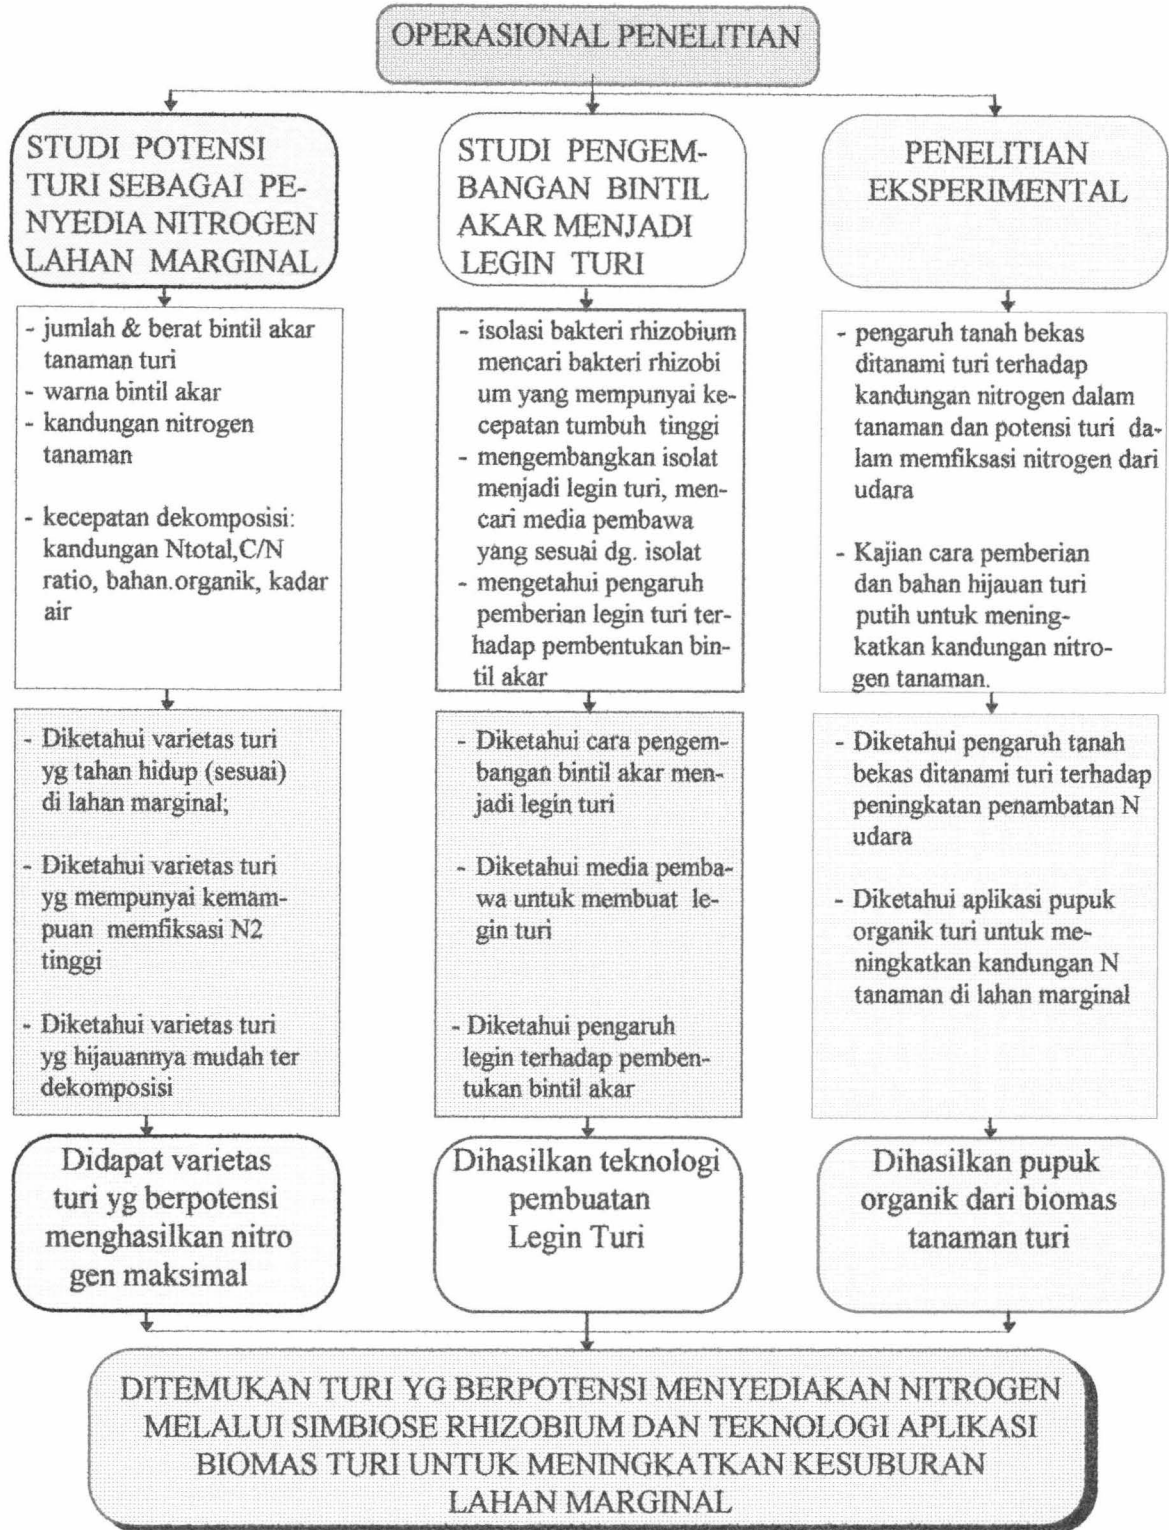 OPERASIONAL PENELITIAN
STUDI POTENSI
TURI SEBAGAI PE-
NYEDIA NITROGEN
LAHAN MARGINAL
- jumlah & berat bintil akar
tanaman turi
- warna bintil akar
- kandungan nitrogen
tanaman
- kecepatan dekomposisi:
kandungan Ntotal,C/N
ratio, bahan.organik, kadar
air
- Diketahui varietas turi
yg tahan hidup (sesuai)
di lahan marginal;
- Diketahui varietas turi
yg mempunyai kemam-
puan memfiksasi N2
tinggi
- Diketahui varietas turi
yg hijauannya mudah ter
dekomposisi
Didapat varietas
turi yg berpotensi
menghasilkan nitro
gen maksimal
STUDI PENGEM-
BANGAN BINTIL
AKAR MENJADI
LEGIN TURI
- isolasi bakteri rhizobium
mencari bakteri rhizobi
um yang mempunyai ke-
cepatan tumbuh tinggi
- mengembangkan isolat
menjadi legin turi, men-
cari media pembawa
yang sesuai dg. isolat
- mengetahui pengaruh
pemberian legin turi ter-
hadap pembentukan bin-
til akar
- Diketahui cara pengem-
bangan bintil akar men-
jadi legin turi
- Diketahui media pemba-
wa untuk membuat le-
gin turi
- Diketahui pengaruh
legin terhadap pemben-
tukan bintil akar
Dihasilkan teknologi
pembuatan
Legin Turi
PENELITIAN
EKSPERIMENTAL
- pengaruh tanah bekas
ditanami turi terhadap
kandungan nitrogen dalam
tanaman dan potensi turi da-
lam memfiksasi nitrogen dari
udara
- Kajian cara pemberian
dan bahan hijauan turi
putih untuk mening-
katkan kandungan nitro-
gen tanaman.
- Diketahui pengaruh tanah
bekas ditanami turi terhadap
peningkatan penambatan N
udara
- Diketahui aplikasi pupuk
organik turi untuk me-
ningkatkan kandungan N
tanaman di lahan marginal
Dihasilkan pupuk
organik dari biomas
tanaman turi
DITEMUKAN TURI YG BERPOTENSI MENYEDIAKAN NITROGEN
MELALUI SIMBIOSE RHIZOBIUM DAN TEKNOLOGI APLIKASI
BIOMAS TURI UNTUK MENINGKATKAN KESUBURAN
LAHAN MARGINAL